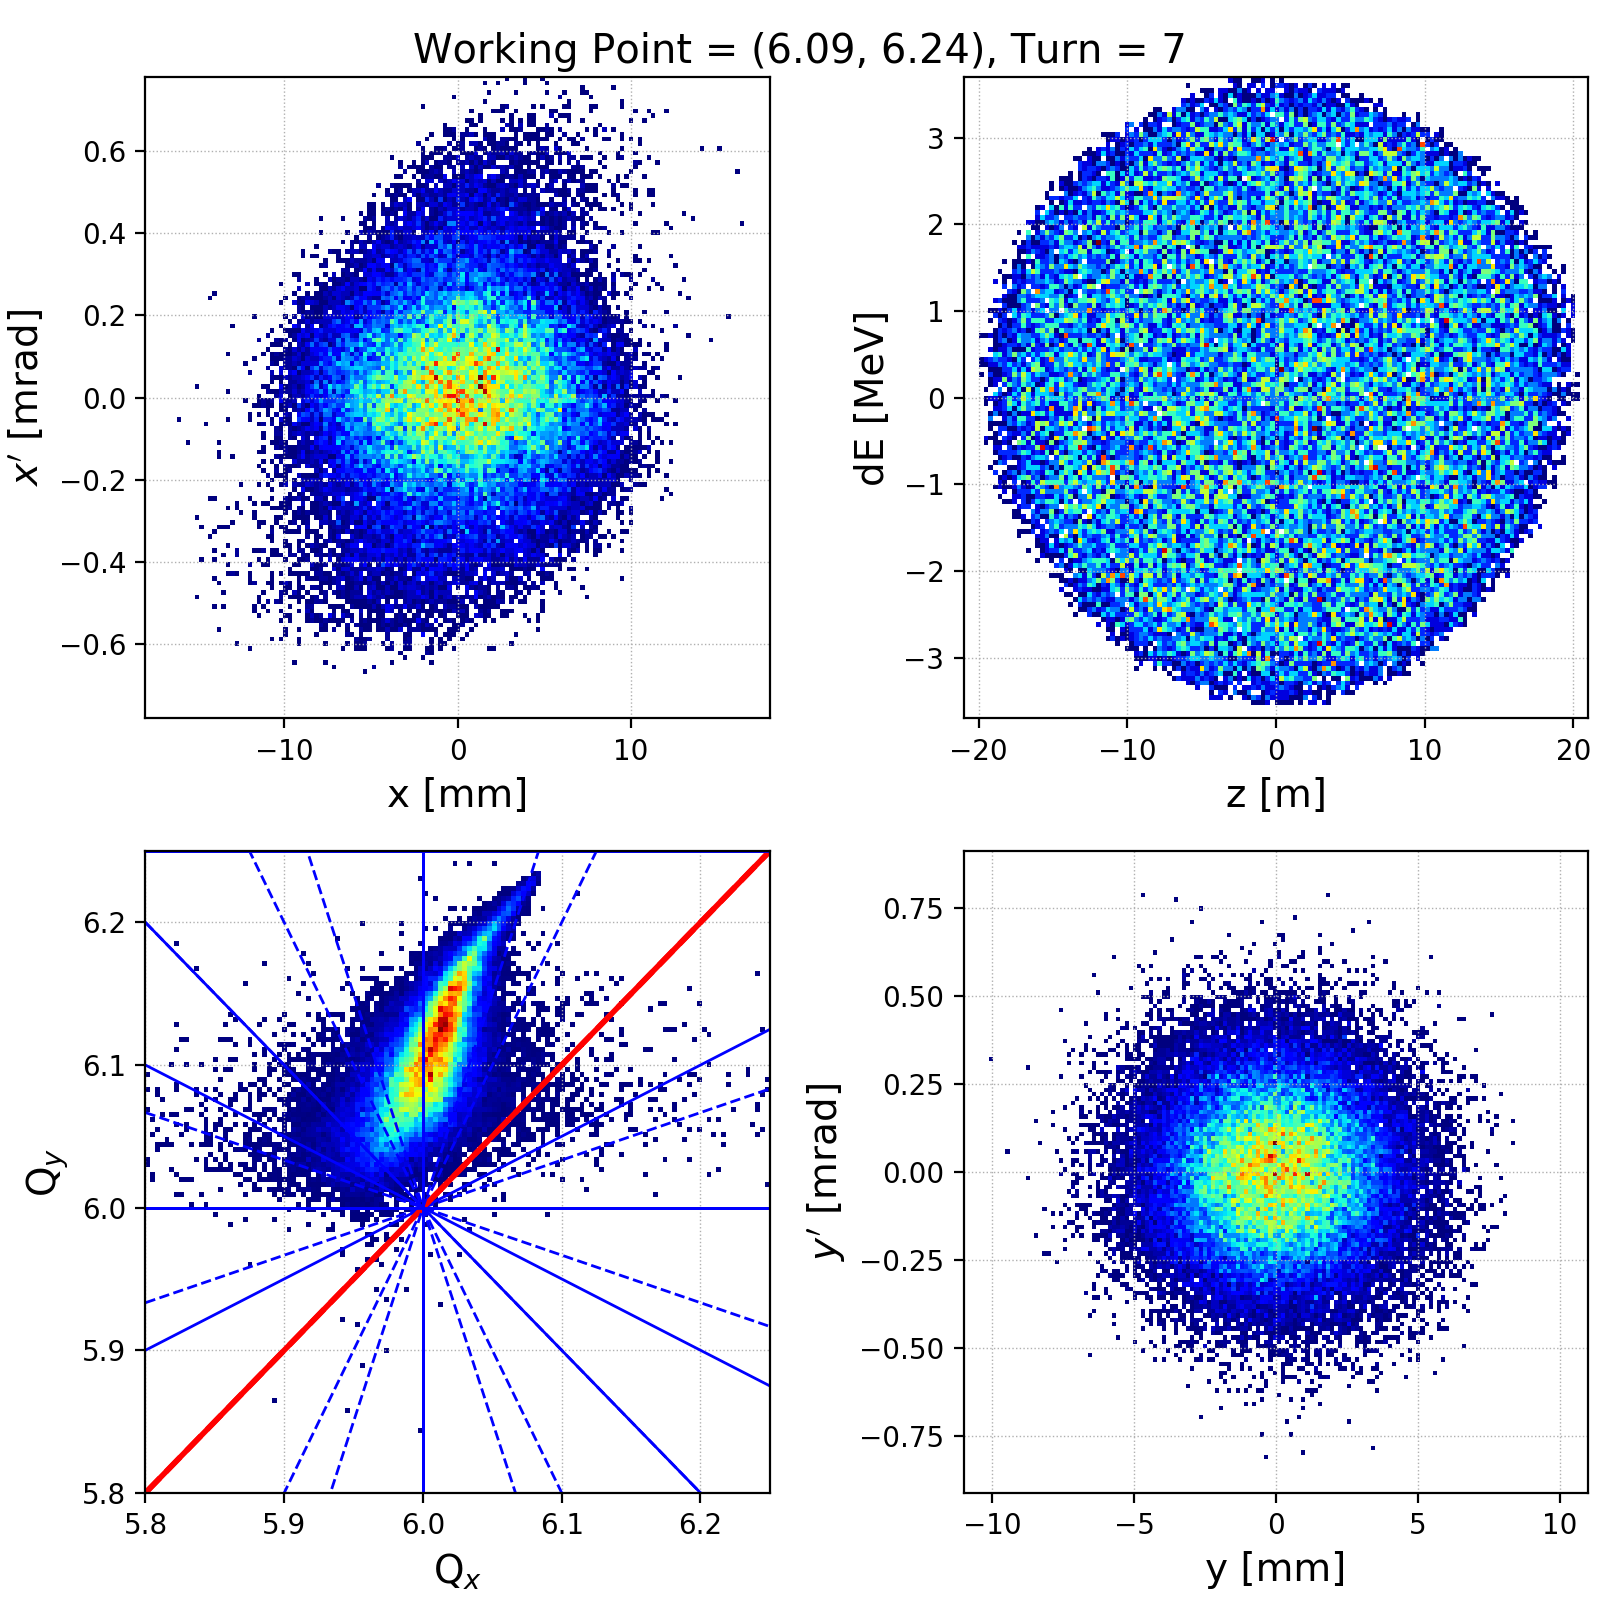 Working Point = (6.09, 6.24), Turn = 7
0.6
0.4
0.2
0.0
−0.2
−0.4
−0.6
x′ [mrad]
−10 0 10
x [mm]
3
2
1
0
−1
−2
−3
dE [MeV]
−20 −10 0 10 20
z [m]
6.2
6.1
6.0
5.9
5.8
Qy
5.8 5.9 6.0 6.1 6.2
Qx
0.75
0.50
0.25
0.00
−0.25
−0.50
−0.75
y′ [mrad]
−10 −5 0 5 10
y [mm]